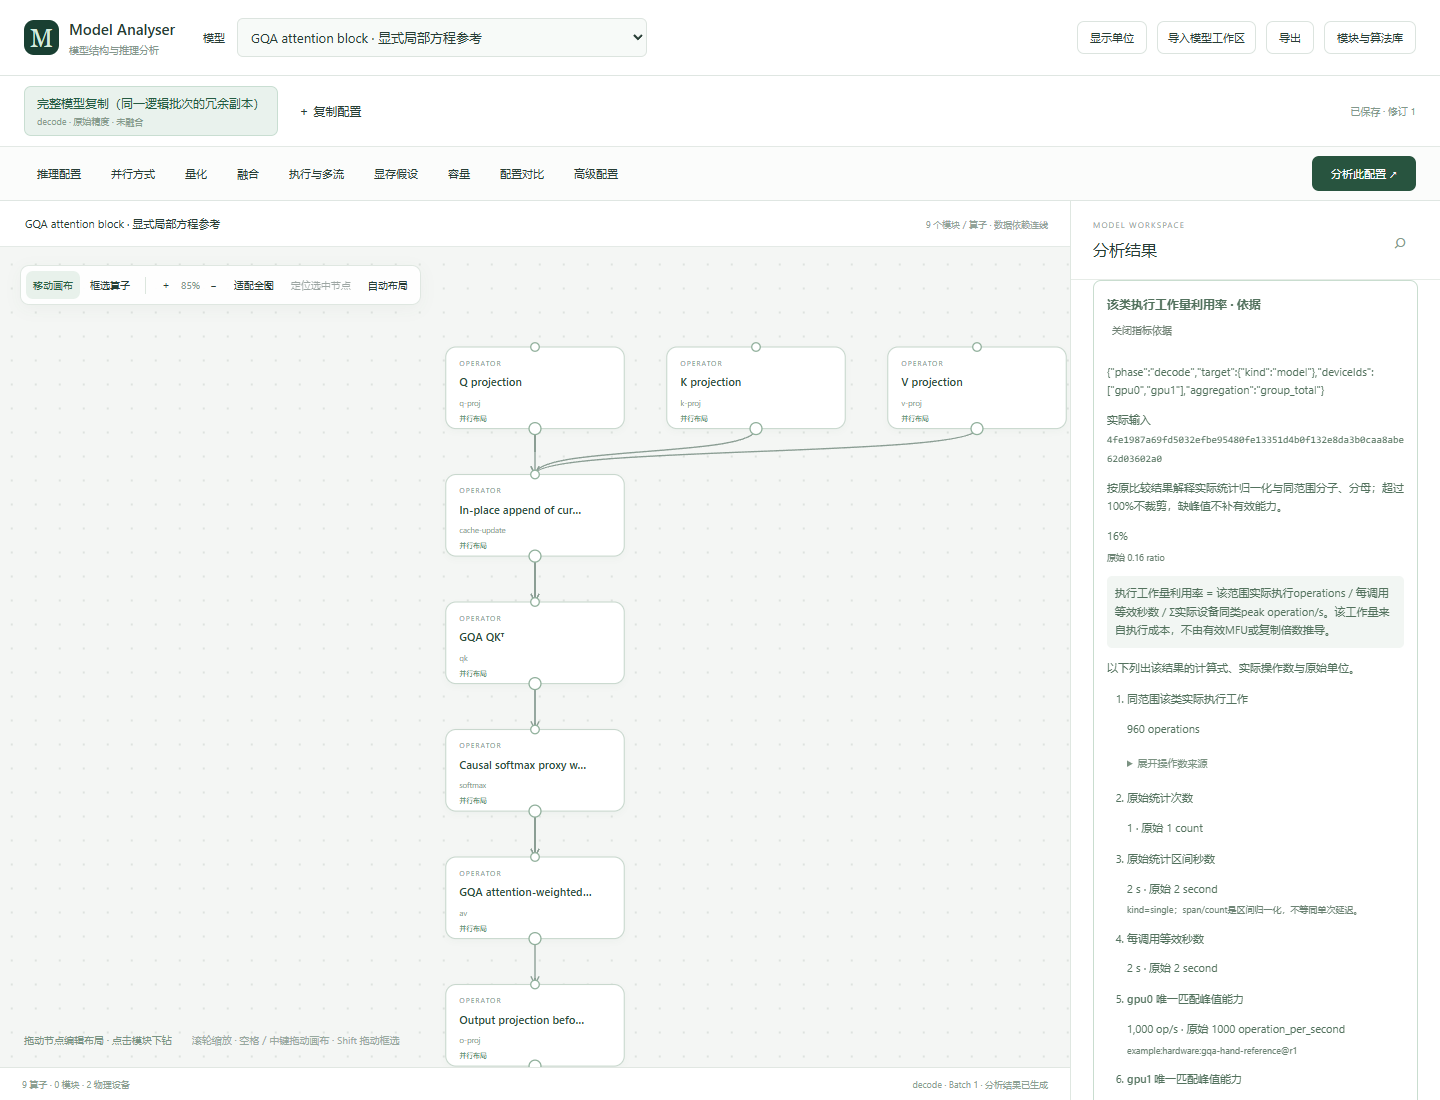 M
Model Analyser
模型结构与推理分析
模型
GQA attention block · 显式局部方程参考
显示单位
导入模型工作区
导出
模块与算法库
完整模型复制（同一逻辑批次的冗余副本）
decode · 原始精度 · 未融合
+ 复制配置
已保存 · 修订 1
推理配置
并行方式
量化
融合
执行与多流
显存假设
容量
配置对比
高级配置
分析此配置 ↗
GQA attention block · 显式局部方程参考
9 个模块 / 算子 · 数据依赖连线
移动画布
框选算子
+
85%
−
适配全图
定位选中节点
自动布局
OPERATOR
Q projection
q-proj
并行布局
OPERATOR
K projection
k-proj
并行布局
OPERATOR
V projection
v-proj
并行布局
OPERATOR
In-place append of cur...
cache-update
并行布局
OPERATOR
GQA QKᵀ
qk
并行布局
OPERATOR
Causal softmax proxy w...
softmax
并行布局
OPERATOR
GQA attention-weighted...
av
并行布局
OPERATOR
Output projection befo...
o-proj
并行布局
拖动节点编辑布局 · 点击模块下钻
滚轮缩放 · 空格 / 中键拖动画布 · Shift 拖动框选
9 算子 · 0 模块 · 2 物理设备
decode · Batch 1 · 分析结果已生成
MODEL WORKSPACE
分析结果
该类执行工作量利用率 · 依据
关闭指标依据
{"phase":"decode","target":{"kind":"model"},"deviceIds":
["gpu0","gpu1"],"aggregation":"group_total"}
实际输入
4fe1987a69fd5032efbe95480fe13351d4b0f132e8da3b0caa8abe
62d03602a0
按原比较结果解释实际统计归一化与同范围分子、分母；超过
100%不裁剪，缺峰值不补有效能力。
16%
原始 0.16 ratio
执行工作量利用率 = 该范围实际执行operations / 每调用
等效秒数 / Σ实际设备同类peak operation/s。该工作量来
自执行成本，不由有效MFU或复制倍数推导。
以下列出该结果的计算式、实际操作数与原始单位。
1. 同范围该类实际执行工作
960 operations
▶ 展开操作数来源
2. 原始统计次数
1 · 原始 1 count
3. 原始统计区间秒数
2 s · 原始 2 second
kind=single；span/count是区间归一化，不等同单次延迟。
4. 每调用等效秒数
2 s · 原始 2 second
5. gpu0 唯一匹配峰值能力
1,000 op/s · 原始 1000 operation_per_second
example:hardware:gqa-hand-reference@r1
6. gpu1 唯一匹配峰值能力